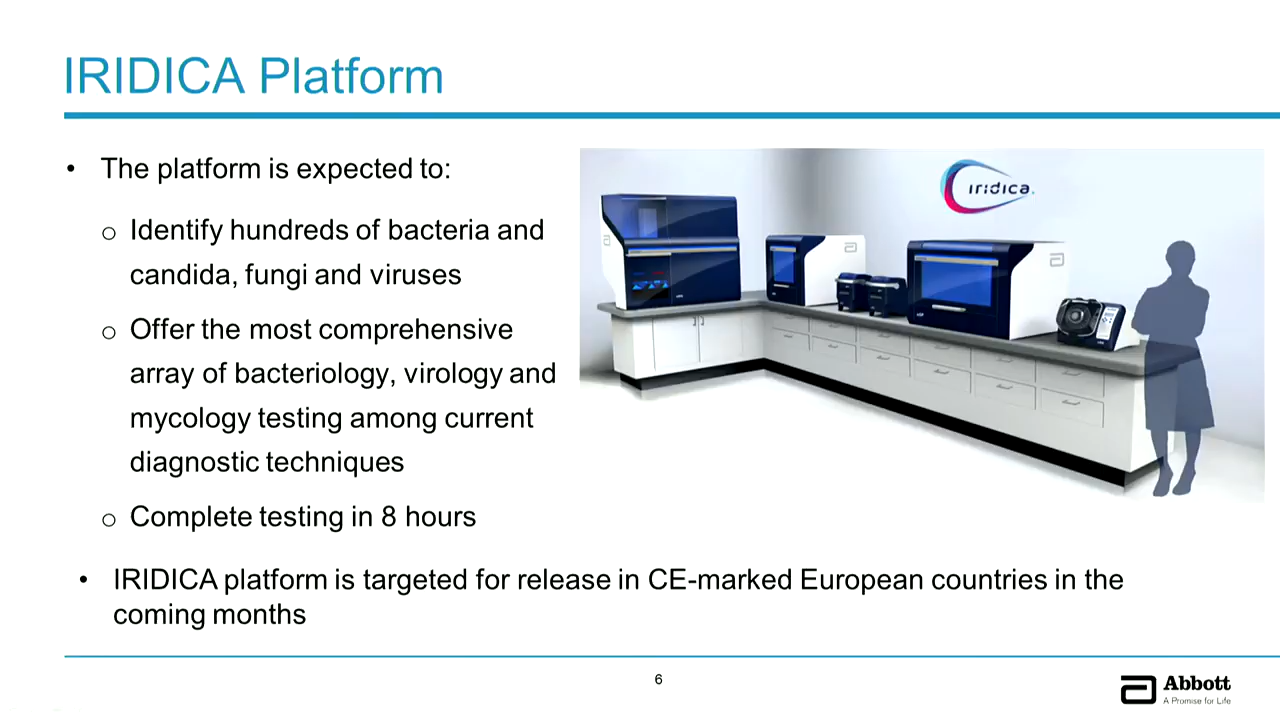 IRIDICA Platform
• The platform is expected to:
o Identify hundreds of bacteria and
candida, fungi and viruses
o Offer the most comprehensive
array of bacteriology, virology and
mycology testing among current
diagnostic techniques
o Complete testing in 8 hours
• IRIDICA platform is targeted for release in CE-marked European countries in the
coming months
iridica.
6
Abbott
A Promise for Life